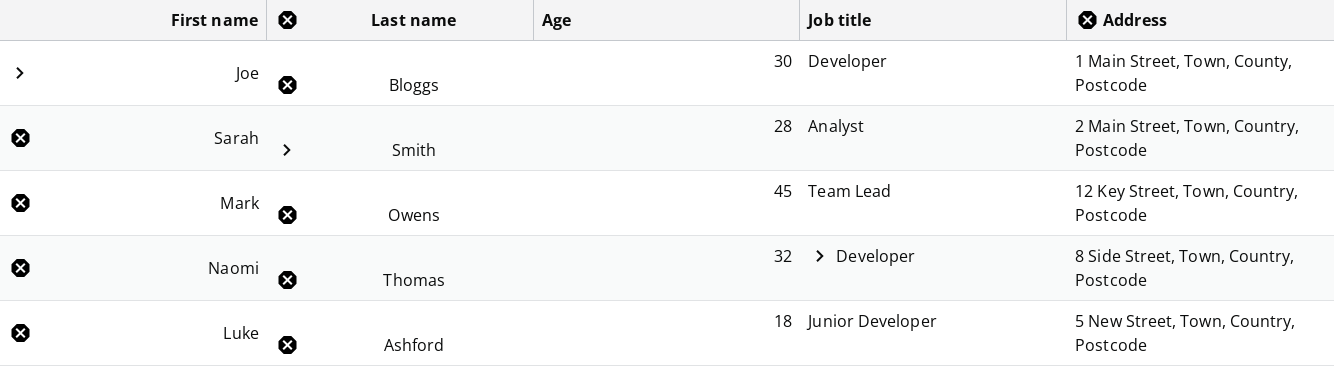 First name Last name Age Job title Address
Joe Bloggs 30 Developer 1 Main Street, Town, County,
Postcode
Sarah Smith 28 Analyst 2 Main Street, Town, Country,
Postcode
Mark Owens 45 Team Lead 12 Key Street, Town, Country,
Postcode
Naomi Thomas 32 Developer 8 Side Street, Town, Country,
Postcode
Luke Ashford 18 Junior Developer 5 New Street, Town, Country,
Postcode